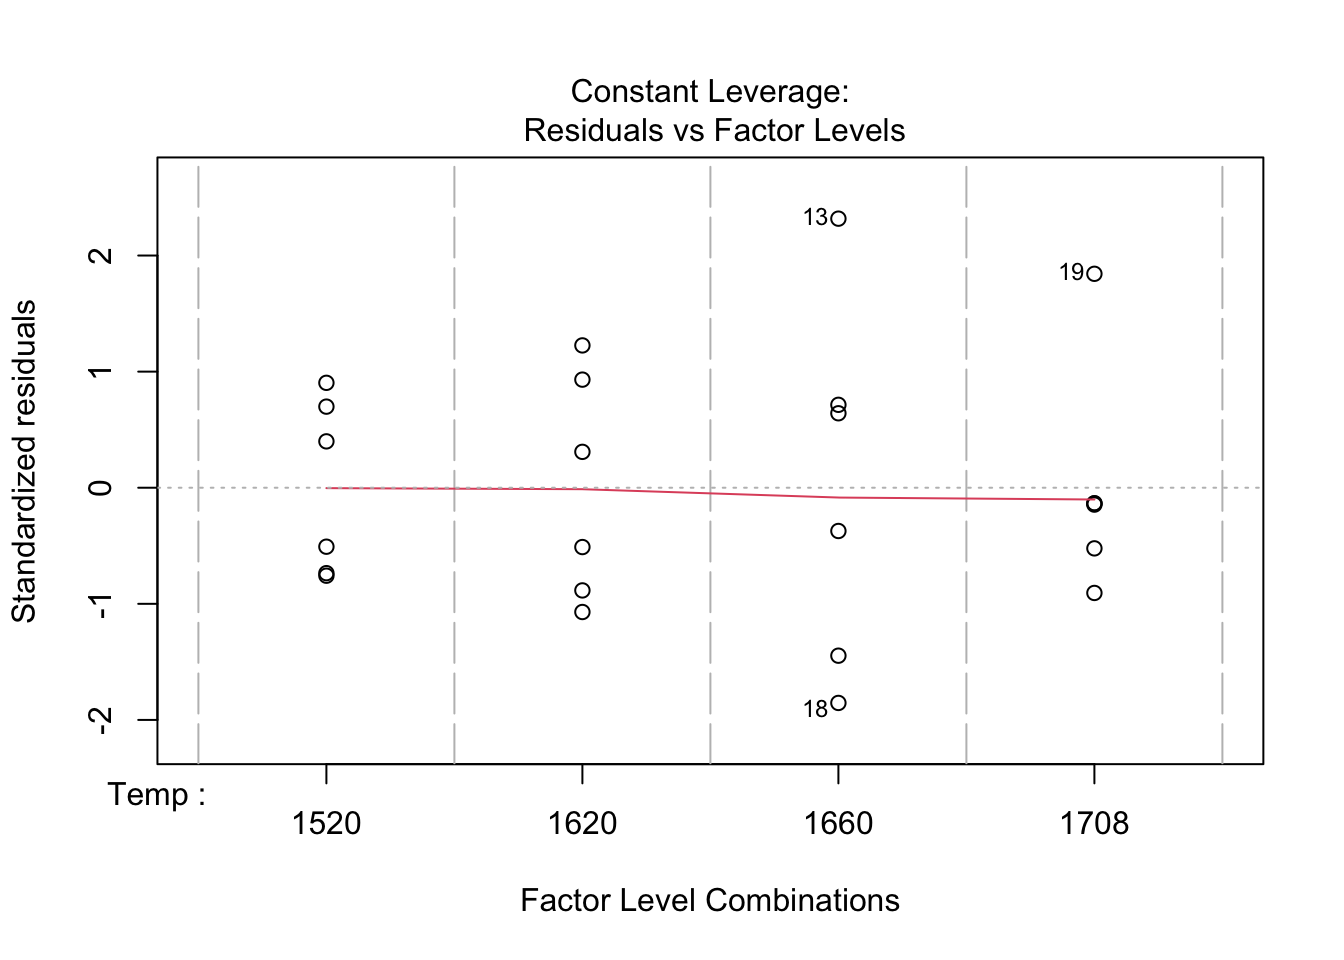 Constant Leverage:
Residuals vs Factor Levels
Standardized residuals
2
1
0
-1
-2
13
19
18
Temp :
1520 1620 1660 1708
Factor Level Combinations